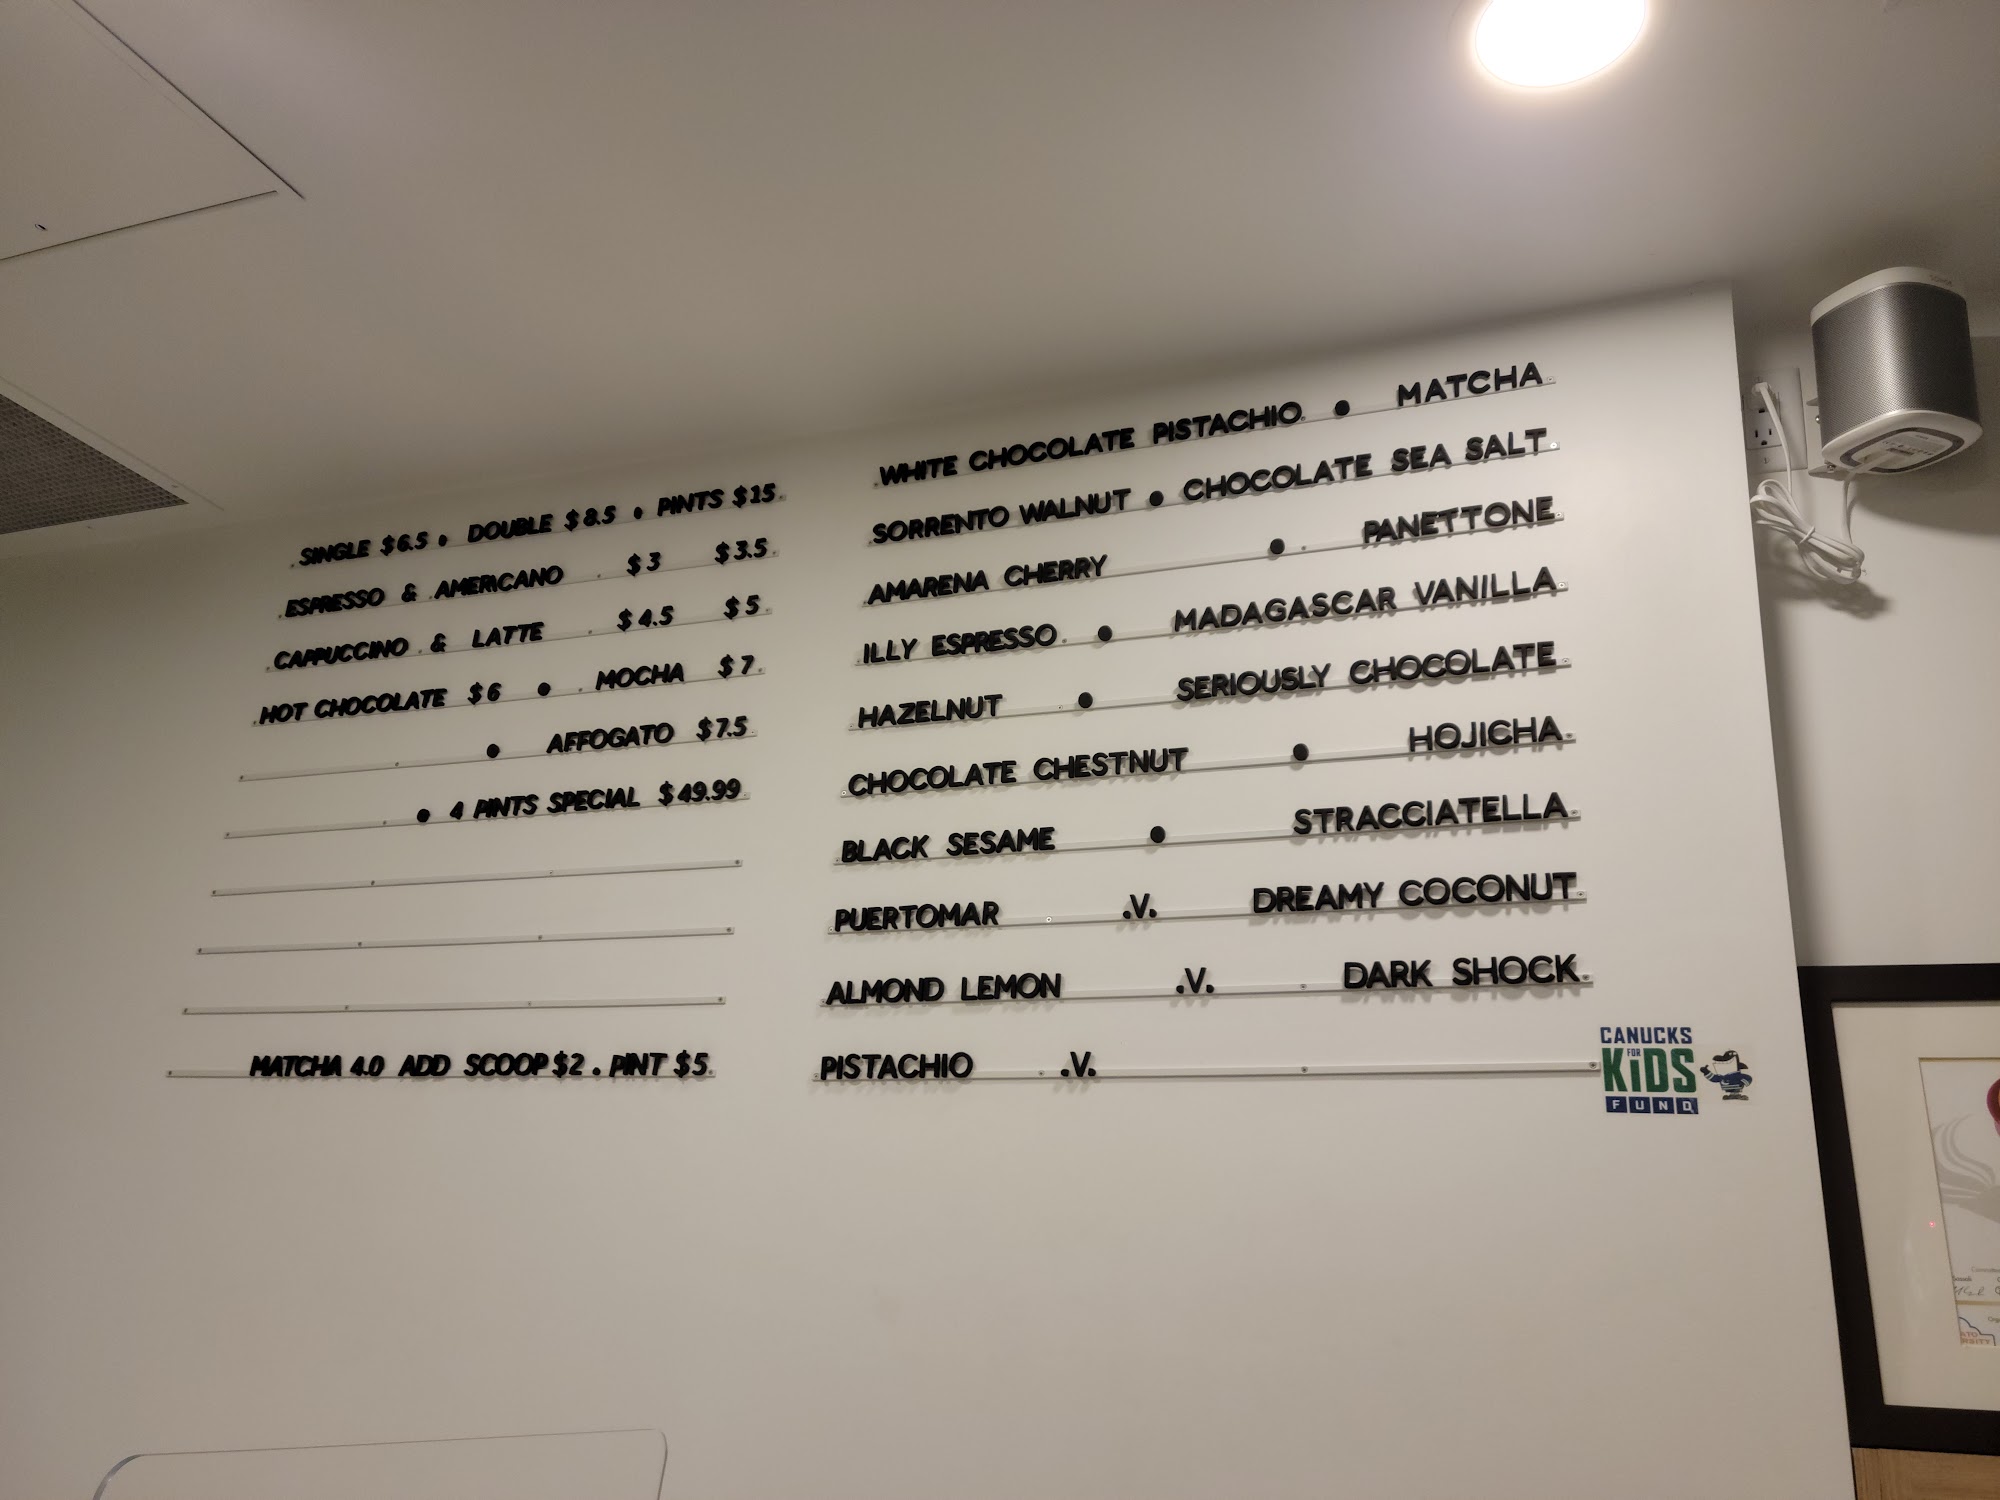 SINGLE $6.5 • DOUBLE $8.5 • PINTS $15
ESPRESSO & AMERICANO $3 $3.5
CAPPUCCINO & LATTE $4.5 $5
HOT CHOCOLATE $6 • MOCHA $7
• AFFOGATO $7.5
• 4 PINTS SPECIAL $49.99
MATCHA 4.0 ADD SCOOP $2 . PINT $5
WHITE CHOCOLATE PISTACHIO • MATCHA
SORRENTO WALNUT • CHOCOLATE SEA SALT
AMARENA CHERRY • PANETTONE
ILLY ESPRESSO • MADAGASCAR VANILLA
HAZELNUT • SERIOUSLY CHOCOLATE
CHOCOLATE CHESTNUT • HOJICHA
BLACK SESAME • STRACCIATELLA
PUERTOMAR .V. DREAMY COCONUT
ALMOND LEMON .V. DARK SHOCK
PISTACHIO .V.
CANUCKS
FOR
KiDS
FUND